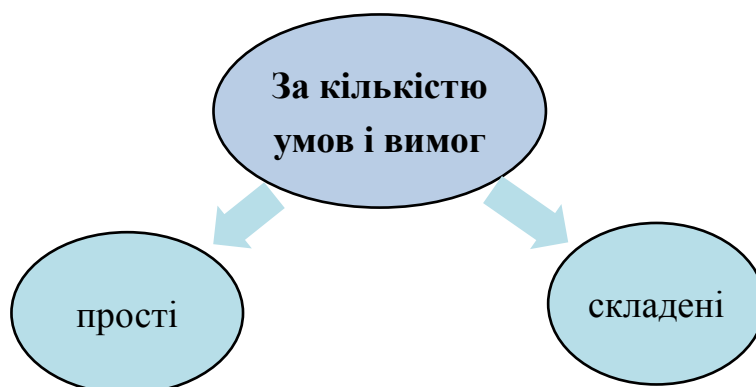 За кількістю
умов і вимог
прості
складені